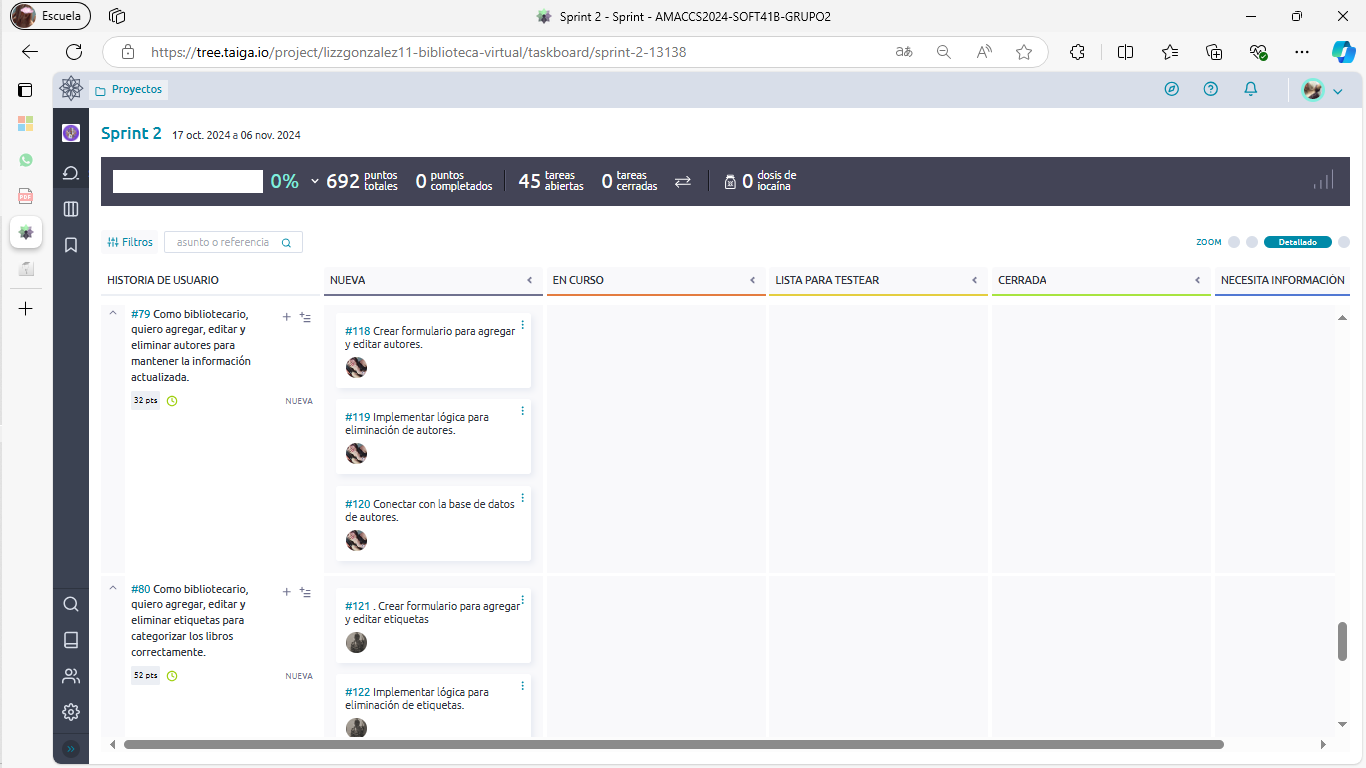 Escuela
Sprint 2 - Sprint - AMACCS2024-SOFT41B-GRUPO2
https://tree.taiga.io/project/lizzgonzalez11-biblioteca-virtual/taskboard/sprint-2-13138
Proyectos
Sprint 2 17 oct. 2024 a 06 nov. 2024
0% 692 puntos totales 0 puntos completados 45 tareas abiertas 0 tareas cerradas 0 dosis de iocaína
Filtros asunto o referencia ZOOM Detallado
HISTORIA DE USUARIO NUEVA EN CURSO LISTA PARA TESTEAR CERRADA NECESITA INFORMACIÓN
#79 Como bibliotecario,
quiero agregar, editar y
eliminar autores para
mantener la información
actualizada.
32 pts NUEVA
#118 Crear formulario para agregar
y editar autores.
#119 Implementar lógica para
eliminación de autores.
#120 Conectar con la base de datos
de autores.
#80 Como bibliotecario,
quiero agregar, editar y
eliminar etiquetas para
categorizar los libros
correctamente.
52 pts NUEVA
#121 . Crear formulario para agregar
y editar etiquetas
#122 Implementar lógica para
eliminación de etiquetas.